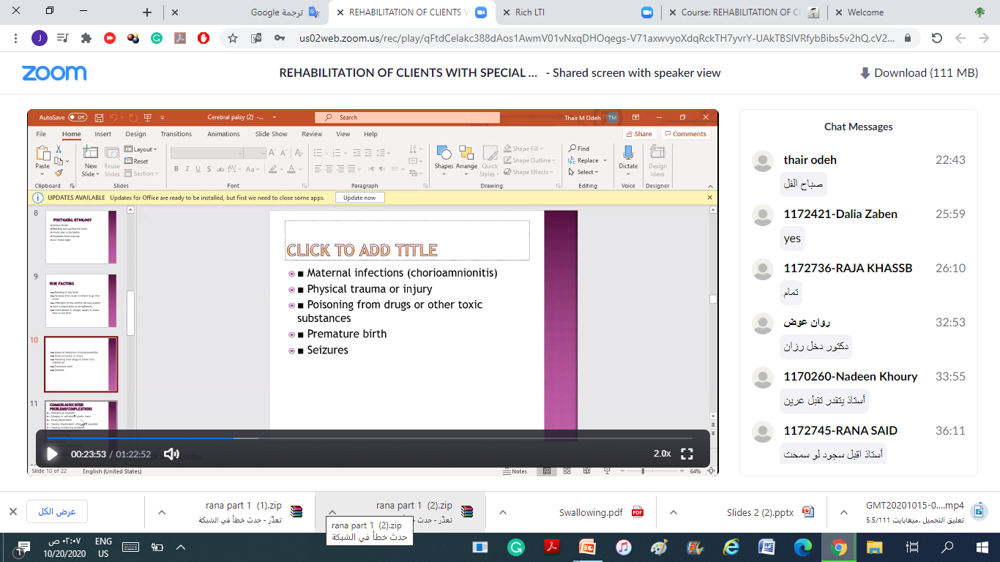 ترجمة Google
REHABILITATION OF CLIENTS W
Rich LTI
Course: REHABILITATION OF CL
Welcome
J
us02web.zoom.us/rec/play/qFtdCelakc388dAos1AwmV01vNxqDHOqegs-V71axwvyoXdqRckTH7yvrY-UAkTBSlVRfybBibs5v2hQ.cV2...
zoom
REHABILITATION OF CLIENTS WITH SPECIAL ... - Shared screen with speaker view
Download (111 MB)
AutoSave Off
Cerebral palsy (2) -...
Search
Thair M Odeh TM
File Home Insert Design Transitions Animations Slide Show Review View Help
Share Comments
Paste
New Slide
Reuse Slides
Layout
Reset
Section
Shapes Arrange Quick Styles
Shape Fill
Shape Outline
Shape Effects
Find
Replace
Select
Dictate
Design Ideas
Clipboard Slides Font Paragraph Drawing Editing Voice Designer
UPDATES AVAILABLE Updates for Office are ready to be installed, but first we need to close some apps. Update now
8
POSTNATAL ETIOLOGY
9
RISK FACTORS
10
11
COMMON ASSOCIATED
PROBLEMS/COMPLICATIONS
CLICK TO ADD TITLE
■ Maternal infections (chorioamnionitis)
■ Physical trauma or injury
■ Poisoning from drugs or other toxic
substances
■ Premature birth
■ Seizures
00:23:53 / 01:22:52
2.0x
Slide 10 of 22 English (United States)
Notes
64%
Chat Messages
thair odeh 22:43
صباح الفل
1172421-Dalia Zaben 25:59
yes
1172736-RAJA KHASSB 26:10
تمام
روان عوض 32:53
دكتور دخل رزان
1170260-Nadeen Khoury 33:55
أستاذ بتقدر تقبل عرين
1172745-RANA SAID 36:11
أستاذ اقبل سجود لو سمحت
عرض الكل
rana part 1 (1).zip
تعذّر - حدث خطأ في الشبكة
rana part 1 (2).zip
rana part 1 (2).zip
حدث خطأ في الشبكة
Swallowing.pdf
Slides 2 (2).pptx
GMT20201015-0....mp4
5.5/111 ميغابايت، تعليق التحميل
٠٢:٠٧ ص
10/20/2020
ENG
US